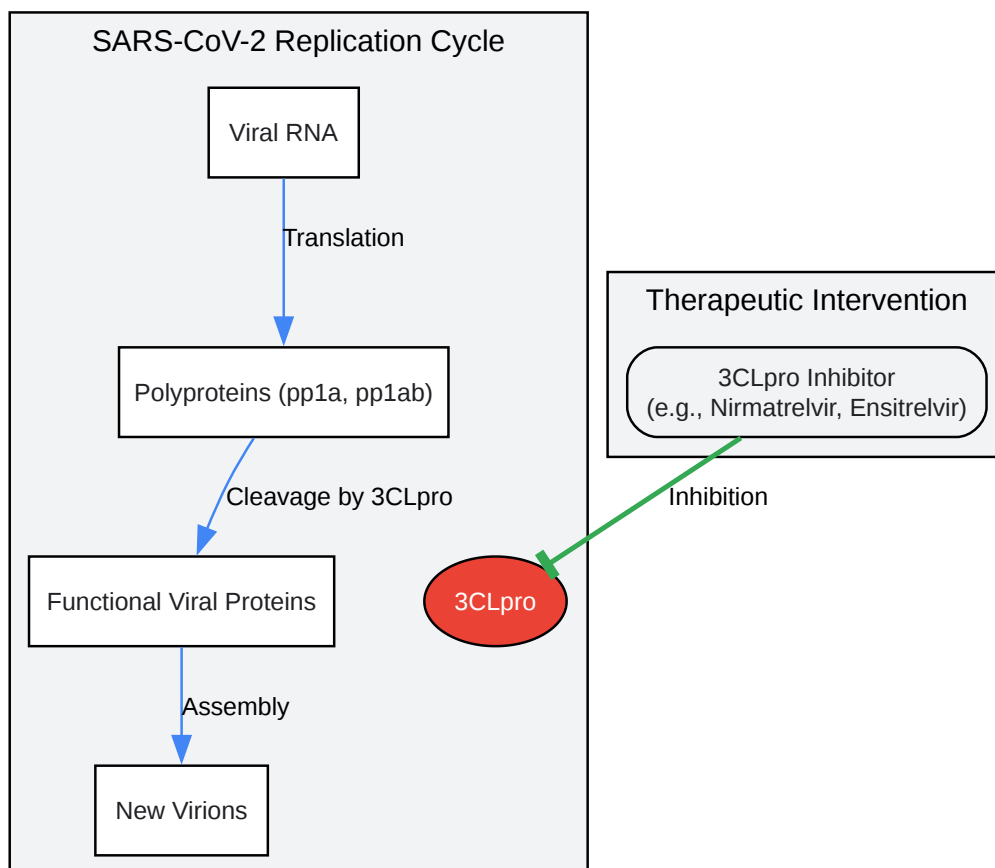 SARS-CoV-2 Replication Cycle
Viral RNA
Translation
Polyproteins (pp1a, pp1ab)
Cleavage by 3CLpro
Functional Viral Proteins
3CLpro
Assembly
New Virions
Therapeutic Intervention
3CLpro Inhibitor
(e.g., Nirmatrelvir, Ensitrelvir)
Inhibition